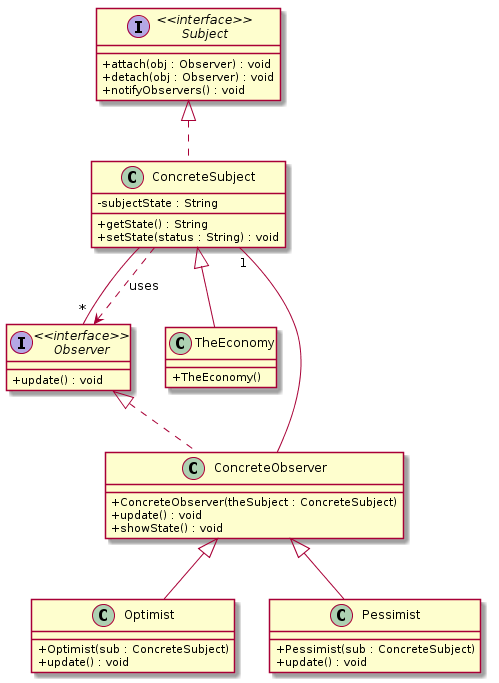 I <<interface>>
Subject
+attach(obj : Observer) : void
+detach(obj : Observer) : void
+notifyObservers() : void
C ConcreteSubject
-subjectState : String
+getState() : String
+setState(status : String) : void
uses
1
*
I <<interface>>
Observer
+update() : void
C TheEconomy
+TheEconomy()
C ConcreteObserver
+ConcreteObserver(theSubject : ConcreteSubject)
+update() : void
+showState() : void
C Optimist
+Optimist(sub : ConcreteSubject)
+update() : void
C Pessimist
+Pessimist(sub : ConcreteSubject)
+update() : void